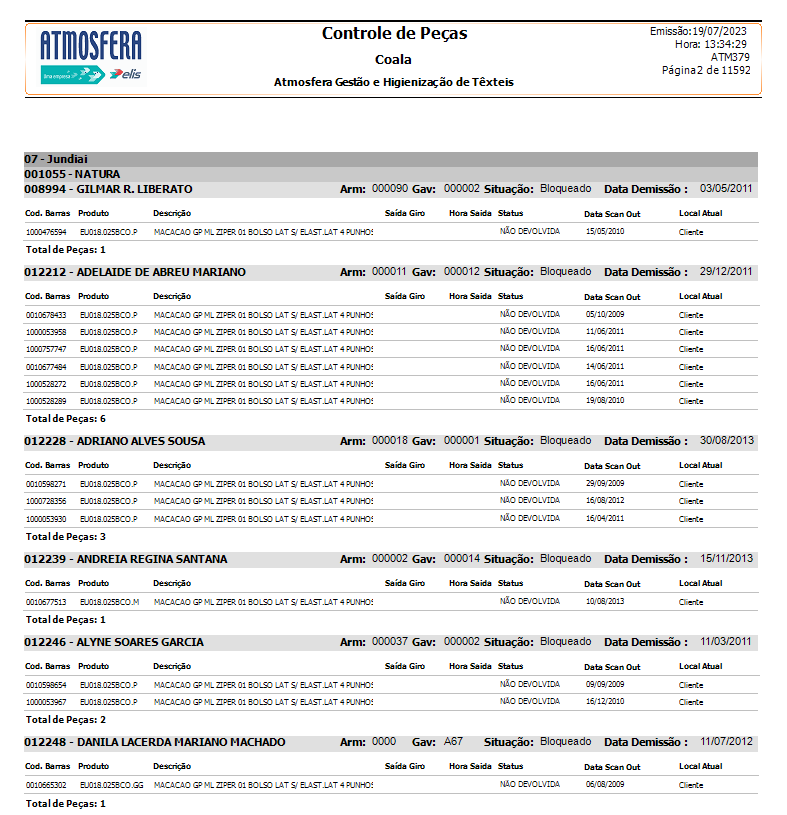 ATMOSFERA
Uma empresa elis
Controle de Peças
Coala
Atmosfera Gestão e Higienização de Têxteis
Emissão:19/07/2023
Hora: 13:34:29
ATM379
Página2 de 11592
07 - Jundiai
001055 - NATURA
008994 - GILMAR R. LIBERATO Arm: 000090 Gav: 000002 Situação: Bloqueado Data Demissão : 03/05/2011
Cod. Barras Produto Descrição Saída Giro Hora Saida Status Data Scan Out Local Atual
1000476594 EU018.025BCO.P MACACAO GP ML ZIPER 01 BOLSO LAT S/ ELAST.LAT 4 PUNHOS NÃO DEVOLVIDA 15/05/2010 Cliente
Total de Peças: 1
012212 - ADELAIDE DE ABREU MARIANO Arm: 000011 Gav: 000012 Situação: Bloqueado Data Demissão : 29/12/2011
Cod. Barras Produto Descrição Saída Giro Hora Saida Status Data Scan Out Local Atual
0010678433 EU018.025BCO.P MACACAO GP ML ZIPER 01 BOLSO LAT S/ ELAST.LAT 4 PUNHOS NÃO DEVOLVIDA 05/10/2009 Cliente
1000053958 EU018.025BCO.P MACACAO GP ML ZIPER 01 BOLSO LAT S/ ELAST.LAT 4 PUNHOS NÃO DEVOLVIDA 11/06/2011 Cliente
1000757747 EU018.025BCO.P MACACAO GP ML ZIPER 01 BOLSO LAT S/ ELAST.LAT 4 PUNHOS NÃO DEVOLVIDA 16/06/2011 Cliente
0010677484 EU018.025BCO.P MACACAO GP ML ZIPER 01 BOLSO LAT S/ ELAST.LAT 4 PUNHOS NÃO DEVOLVIDA 14/06/2011 Cliente
1000528272 EU018.025BCO.P MACACAO GP ML ZIPER 01 BOLSO LAT S/ ELAST.LAT 4 PUNHOS NÃO DEVOLVIDA 16/06/2011 Cliente
1000528289 EU018.025BCO.P MACACAO GP ML ZIPER 01 BOLSO LAT S/ ELAST.LAT 4 PUNHOS NÃO DEVOLVIDA 19/08/2010 Cliente
Total de Peças: 6
012228 - ADRIANO ALVES SOUSA Arm: 000018 Gav: 000001 Situação: Bloqueado Data Demissão : 30/08/2013
Cod. Barras Produto Descrição Saída Giro Hora Saida Status Data Scan Out Local Atual
0010598271 EU018.025BCO.P MACACAO GP ML ZIPER 01 BOLSO LAT S/ ELAST.LAT 4 PUNHOS NÃO DEVOLVIDA 29/09/2009 Cliente
1000728356 EU018.025BCO.P MACACAO GP ML ZIPER 01 BOLSO LAT S/ ELAST.LAT 4 PUNHOS NÃO DEVOLVIDA 16/08/2012 Cliente
1000053930 EU018.025BCO.P MACACAO GP ML ZIPER 01 BOLSO LAT S/ ELAST.LAT 4 PUNHOS NÃO DEVOLVIDA 16/04/2011 Cliente
Total de Peças: 3
012239 - ANDREIA REGINA SANTANA Arm: 000002 Gav: 000014 Situação: Bloqueado Data Demissão : 15/11/2013
Cod. Barras Produto Descrição Saída Giro Hora Saida Status Data Scan Out Local Atual
0010677513 EU018.025BCO.M MACACAO GP ML ZIPER 01 BOLSO LAT S/ ELAST.LAT 4 PUNHOS NÃO DEVOLVIDA 10/08/2013 Cliente
Total de Peças: 1
012246 - ALYNE SOARES GARCIA Arm: 000037 Gav: 000002 Situação: Bloqueado Data Demissão : 11/03/2011
Cod. Barras Produto Descrição Saída Giro Hora Saida Status Data Scan Out Local Atual
0010598654 EU018.025BCO.P MACACAO GP ML ZIPER 01 BOLSO LAT S/ ELAST.LAT 4 PUNHOS NÃO DEVOLVIDA 09/09/2009 Cliente
1000053967 EU018.025BCO.P MACACAO GP ML ZIPER 01 BOLSO LAT S/ ELAST.LAT 4 PUNHOS NÃO DEVOLVIDA 16/12/2010 Cliente
Total de Peças: 2
012248 - DANILA LACERDA MARIANO MACHADO Arm: 0000 Gav: A67 Situação: Bloqueado Data Demissão : 11/07/2012
Cod. Barras Produto Descrição Saída Giro Hora Saida Status Data Scan Out Local Atual
0010665302 EU018.025BCO.GG MACACAO GP ML ZIPER 01 BOLSO LAT S/ ELAST.LAT 4 PUNHOS NÃO DEVOLVIDA 06/08/2009 Cliente
Total de Peças: 1